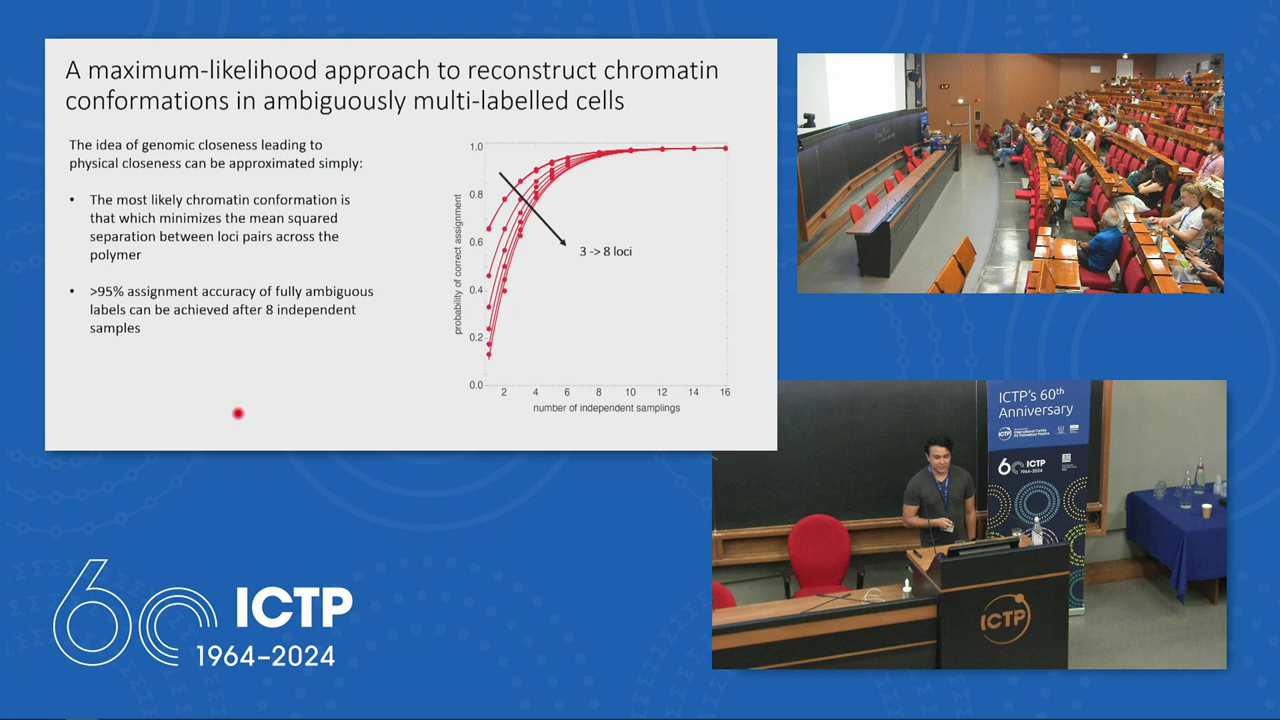 A maximum-likelihood approach to reconstruct chromatin
conformations in ambiguously multi-labelled cells
The idea of genomic closeness leading to
physical closeness can be approximated simply:
• The most likely chromatin conformation is
that which minimizes the mean squared
separation between loci pairs across the
polymer
• >95% assignment accuracy of fully ambiguous
labels can be achieved after 8 independent
samples
probability of correct assignment
1.0
0.8
0.6
0.4
0.2
0.0
3 -> 8 loci
2 4 6 8 10 12 14 16
number of independent samplings
ICTP's 60th
Anniversary
ICTP
60 ICTP
1964-2024
ICTP
60 ICTP
1964-2024